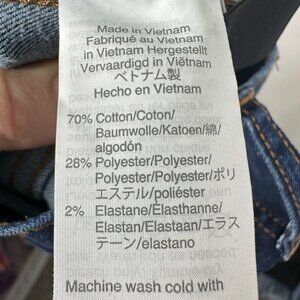 Made in Vietnam
Fabriqué au Vietnam
in Vietnam Hergestellt
Vervaardigd in Viëtnam
ベトナム製
Hecho en Vietnam
70% Cotton/Coton/
Baumwolle/Katoen/綿/
algodón
28% Polyester/Polyester/
Polyester/Polyester/ポリ
エステル/poliéster
2% Elastane/Élasthanne/
Elastan/Elastaan/エラス
テーン/elastano
Machine wash cold with